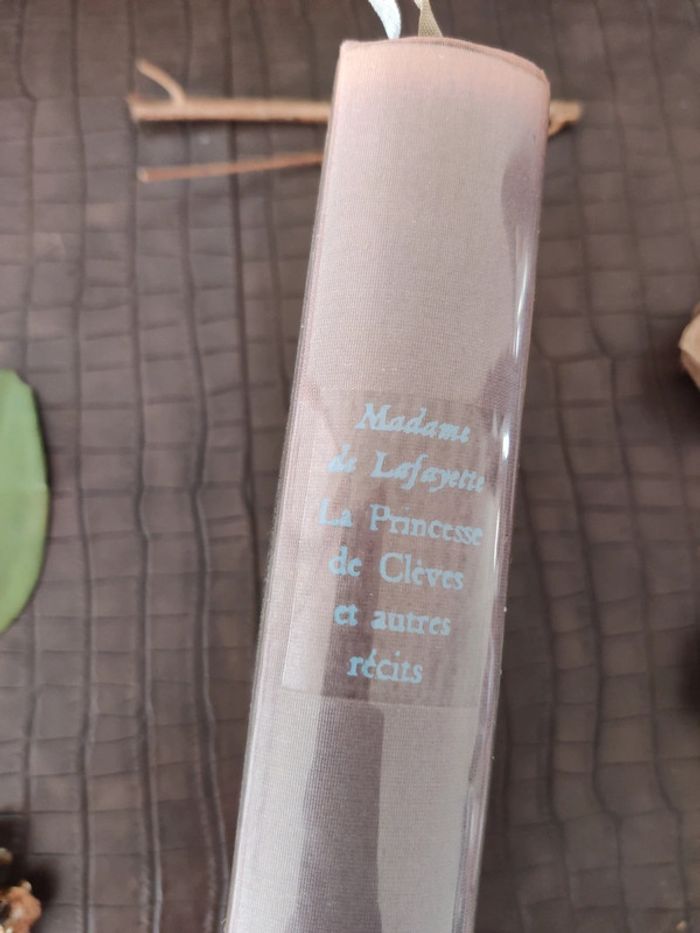 Madame
de Lafayette
La Princesse
de Clèves
et autres
récits